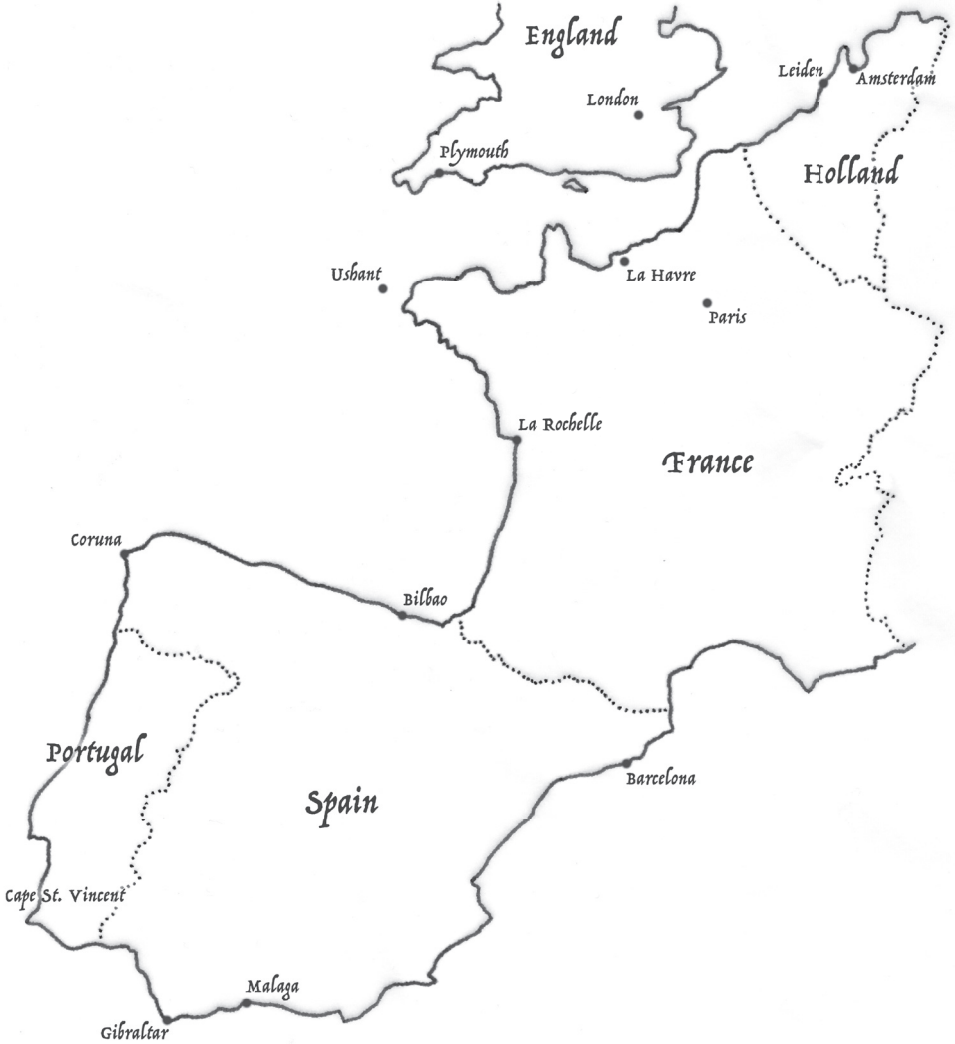 England
Leiden
Amsterdam
London
Plymouth
Holland
Ushant
La Havre
Paris
La Rochelle
France
Coruna
Bilbao
Portugal
Spain
Barcelona
Cape St. Vincent
Malaga
Gibraltar